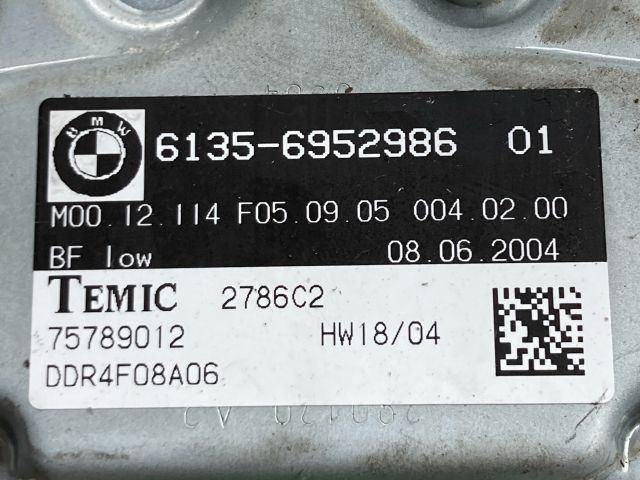 BMW
6135-6952986 01
M00.12.114 F05.09.05 004.02.00
BF low 08.06.2004
TEMIC 2786C2
75789012 HW18/04
DDR4F08A06